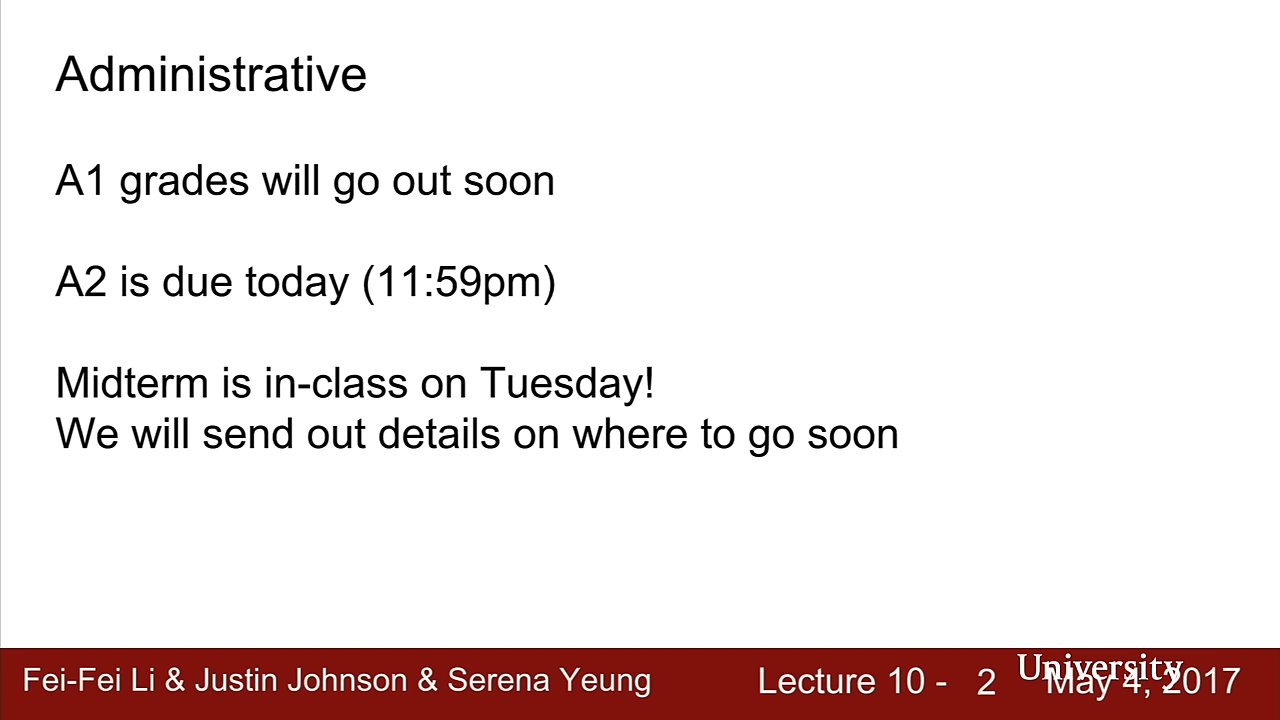 Administrative
A1 grades will go out soon
A2 is due today (11:59pm)
Midterm is in-class on Tuesday!
We will send out details on where to go soon
Fei-Fei Li & Justin Johnson & Serena Yeung
Lecture 10 - 2
University
May 4, 2017